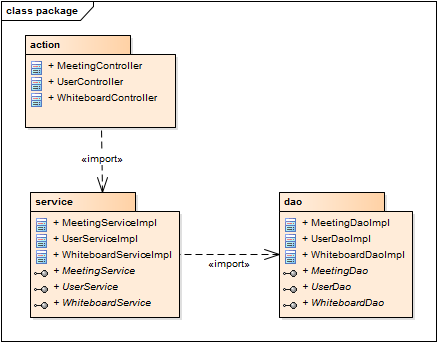 class package
action
+ MeetingController
+ UserController
+ WhiteboardController
«import»
service
+ MeetingServiceImpl
+ UserServiceImpl
+ WhiteboardServiceImpl
+ MeetingService
+ UserService
+ WhiteboardService
«import»
dao
+ MeetingDaoImpl
+ UserDaoImpl
+ WhiteboardDaoImpl
+ MeetingDao
+ UserDao
+ WhiteboardDao